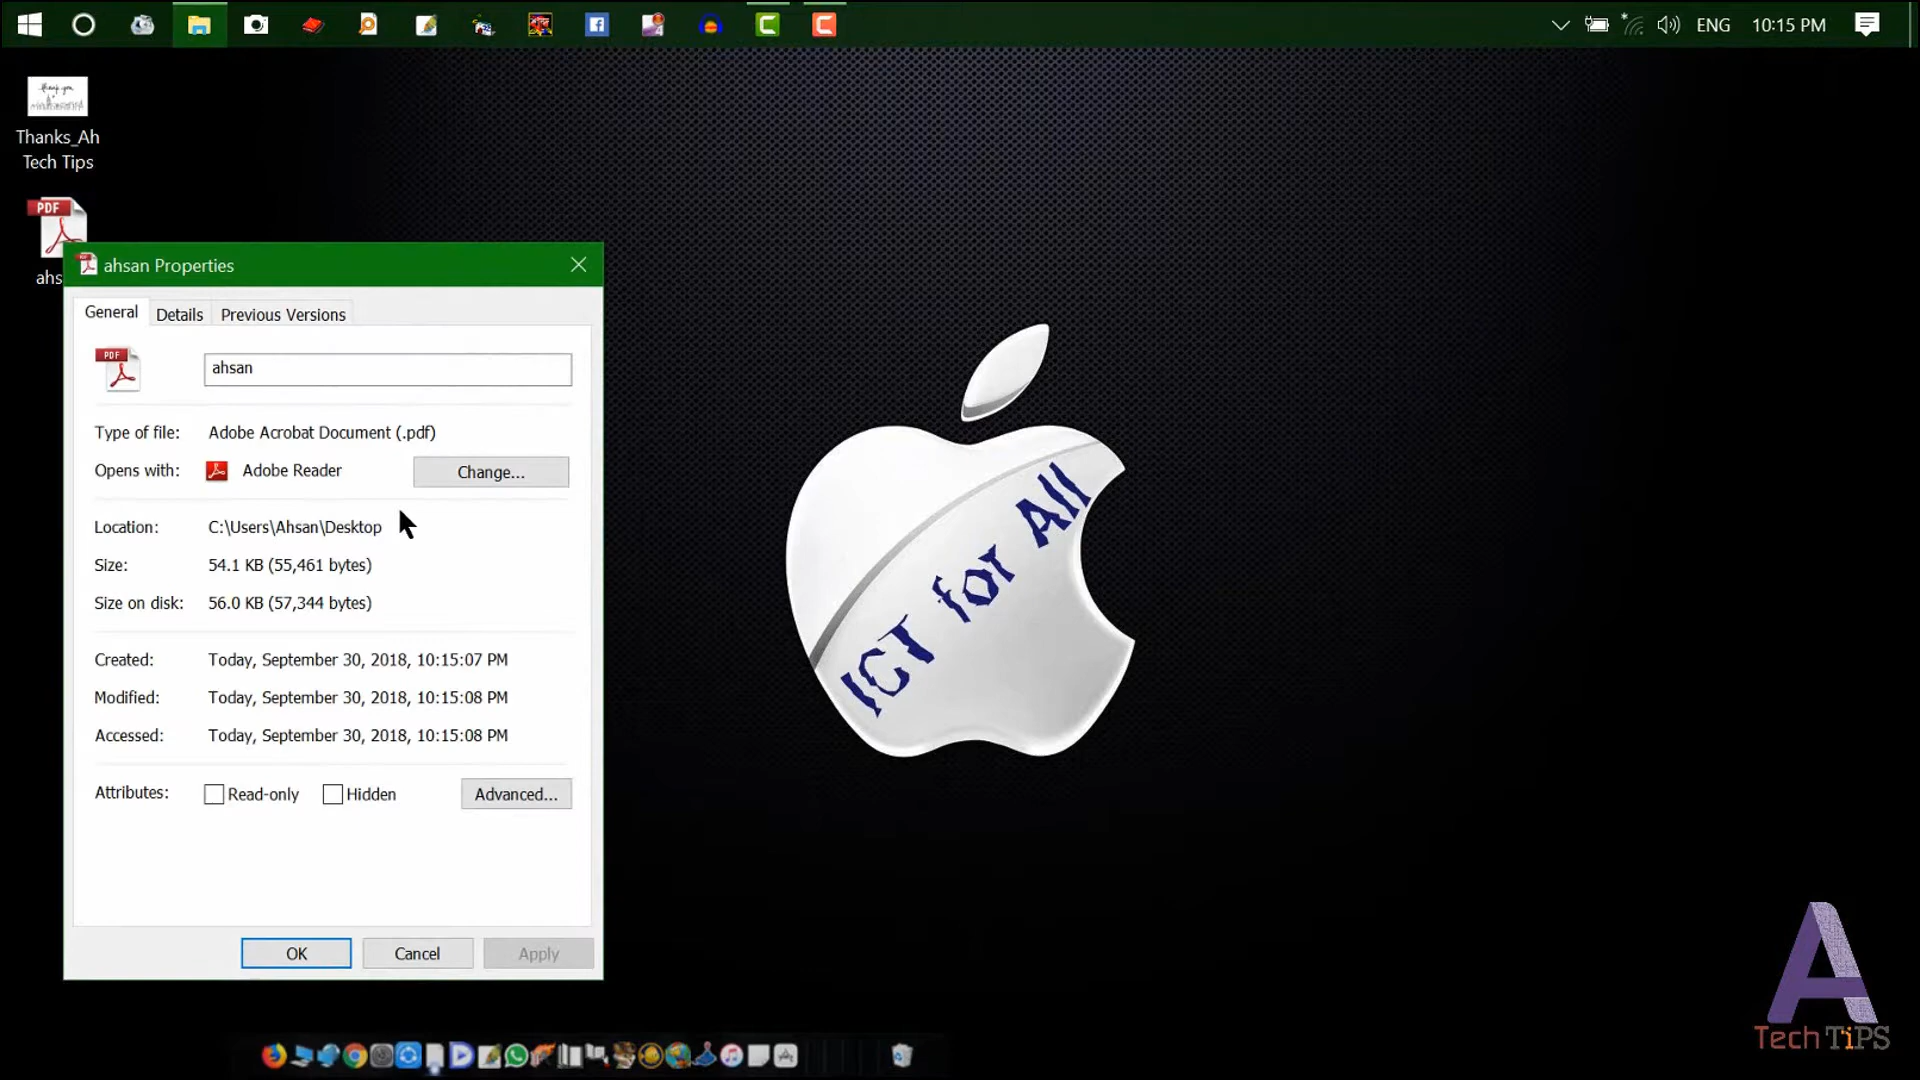 ENG 10:15 PM
Thanks_Ah
Tech Tips
PDF
ahs
ahsan Properties
General Details Previous Versions
PDF
ahsan
Type of file: Adobe Acrobat Document (.pdf)
Opens with: Adobe Reader Change...
Location: C:\Users\Ahsan\Desktop
Size: 54.1 KB (55,461 bytes)
Size on disk: 56.0 KB (57,344 bytes)
Created: Today, September 30, 2018, 10:15:07 PM
Modified: Today, September 30, 2018, 10:15:08 PM
Accessed: Today, September 30, 2018, 10:15:08 PM
Attributes: Read-only Hidden Advanced...
OK Cancel Apply
ICT for All
A
Tech TiPS